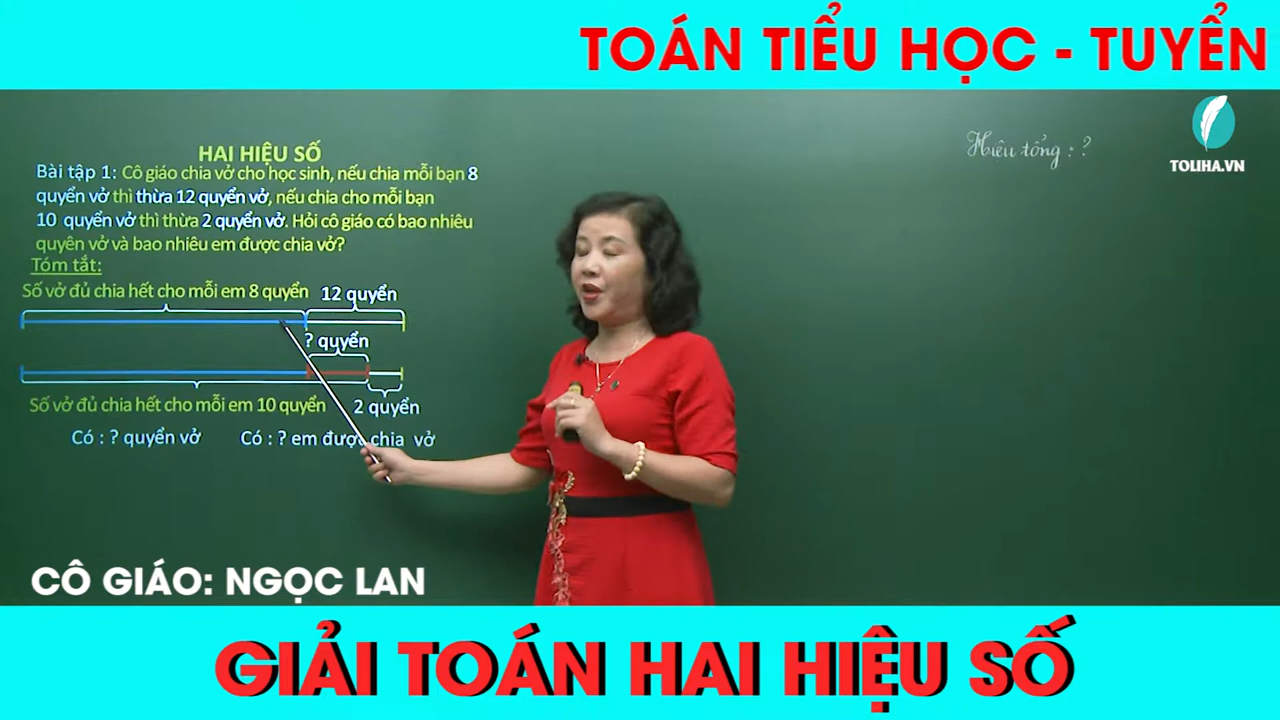 TOÁN TIỂU HỌC - TUYỂN
TOLIHA.VN
Hiệu tổng : ?
HAI HIỆU SỐ
Bài tập 1: Cô giáo chia vở cho học sinh, nếu chia mỗi bạn 8
quyển vở thì thừa 12 quyển vở, nếu chia cho mỗi bạn
10 quyển vở thì thừa 2 quyển vở. Hỏi cô giáo có bao nhiêu
quyên vở và bao nhiêu em được chia vở?
Tóm tắt:
Số vở đủ chia hết cho mỗi em 8 quyển 12 quyển
? quyển
Số vở đủ chia hết cho mỗi em 10 quyển 2 quyển
Có : ? quyển vở Có : ? em được chia vở
CÔ GIÁO: NGỌC LAN
GIẢI TOÁN HAI HIỆU SỐ